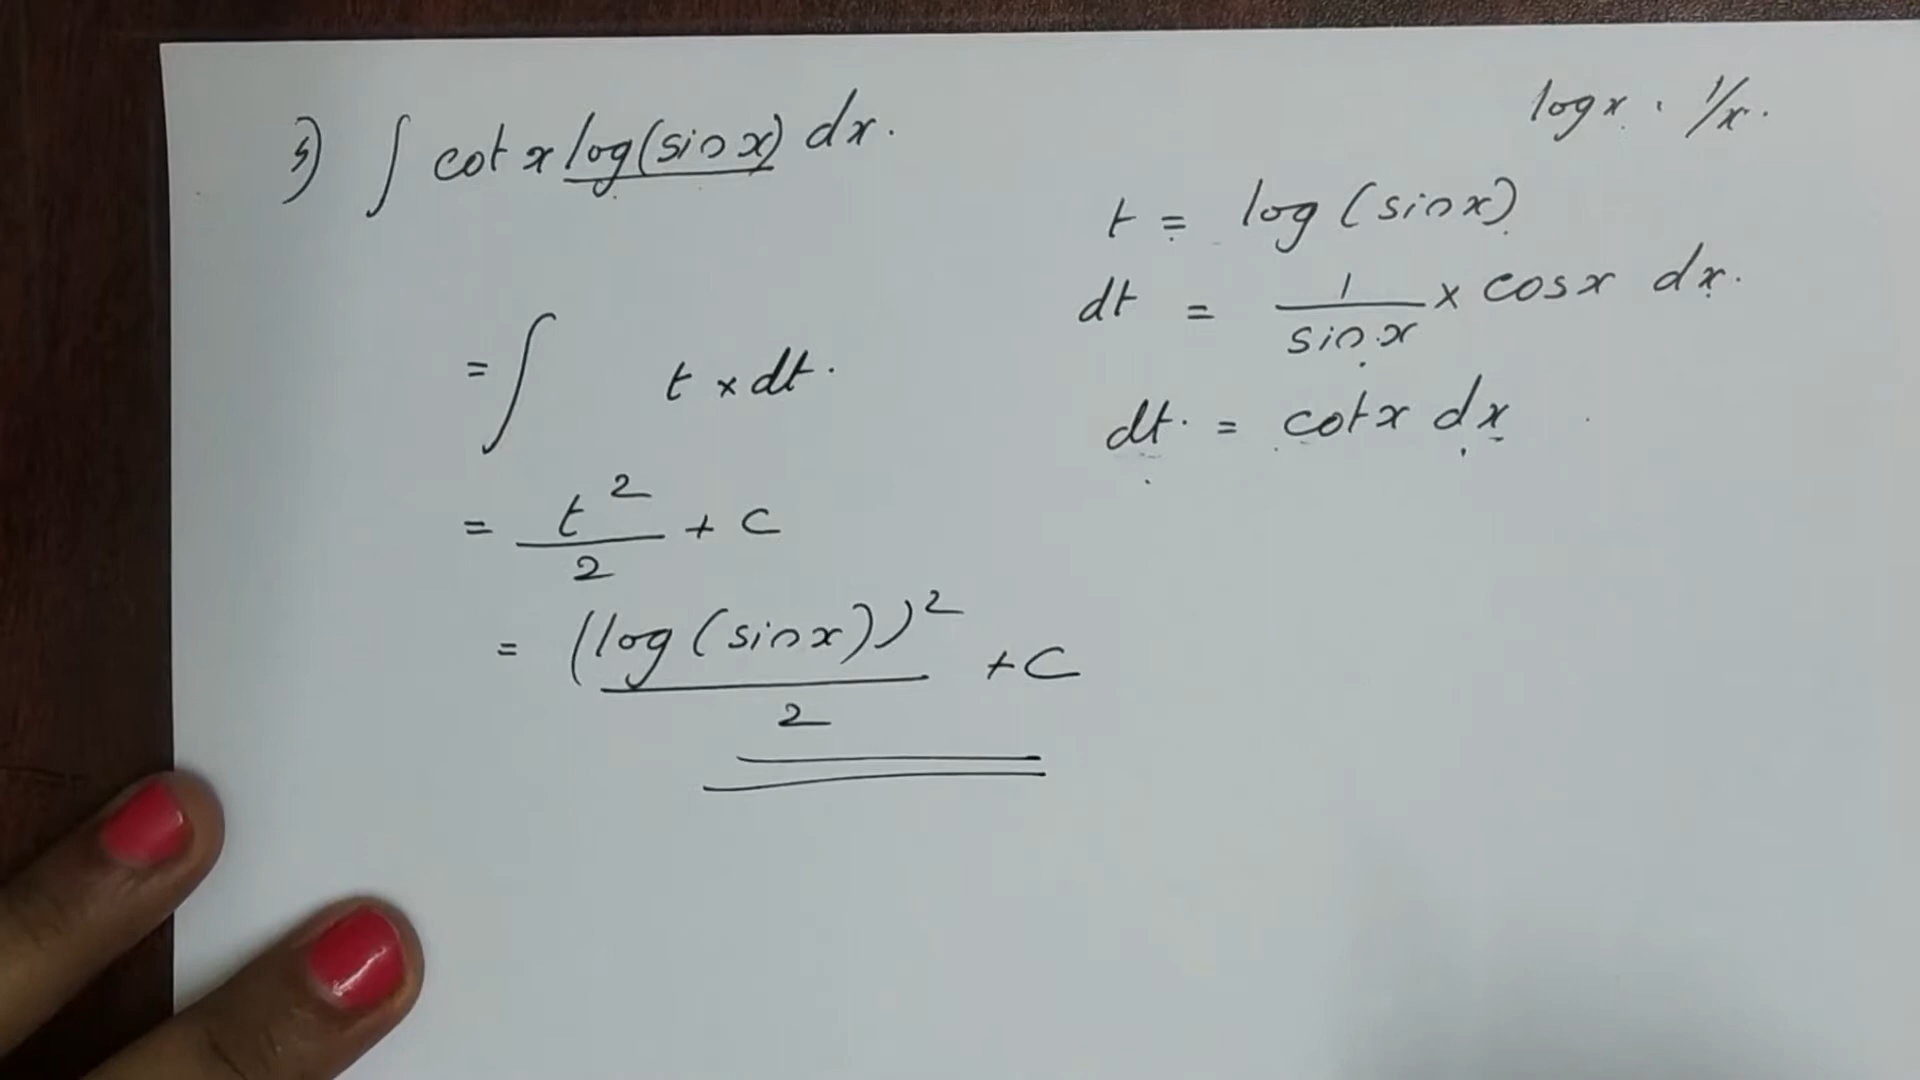 5) ∫ cot x log(sin x) dx.
= ∫ t × dt.
= t²/2 + C
= (log(sin x))²/2 + C
log x . 1/x.
t = log(sin x)
dt = 1/sin x × cos x dx.
dt. = cot x dx